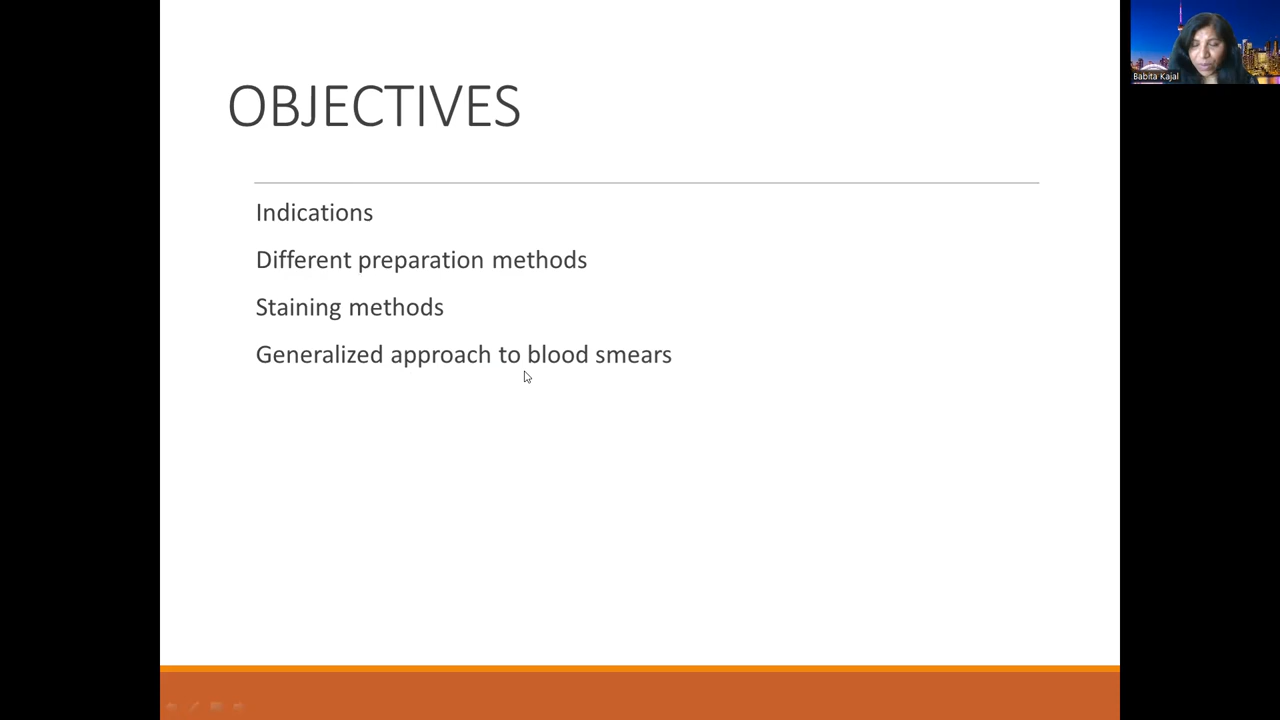 OBJECTIVES
Indications
Different preparation methods
Staining methods
Generalized approach to blood smears
Babita Kajal